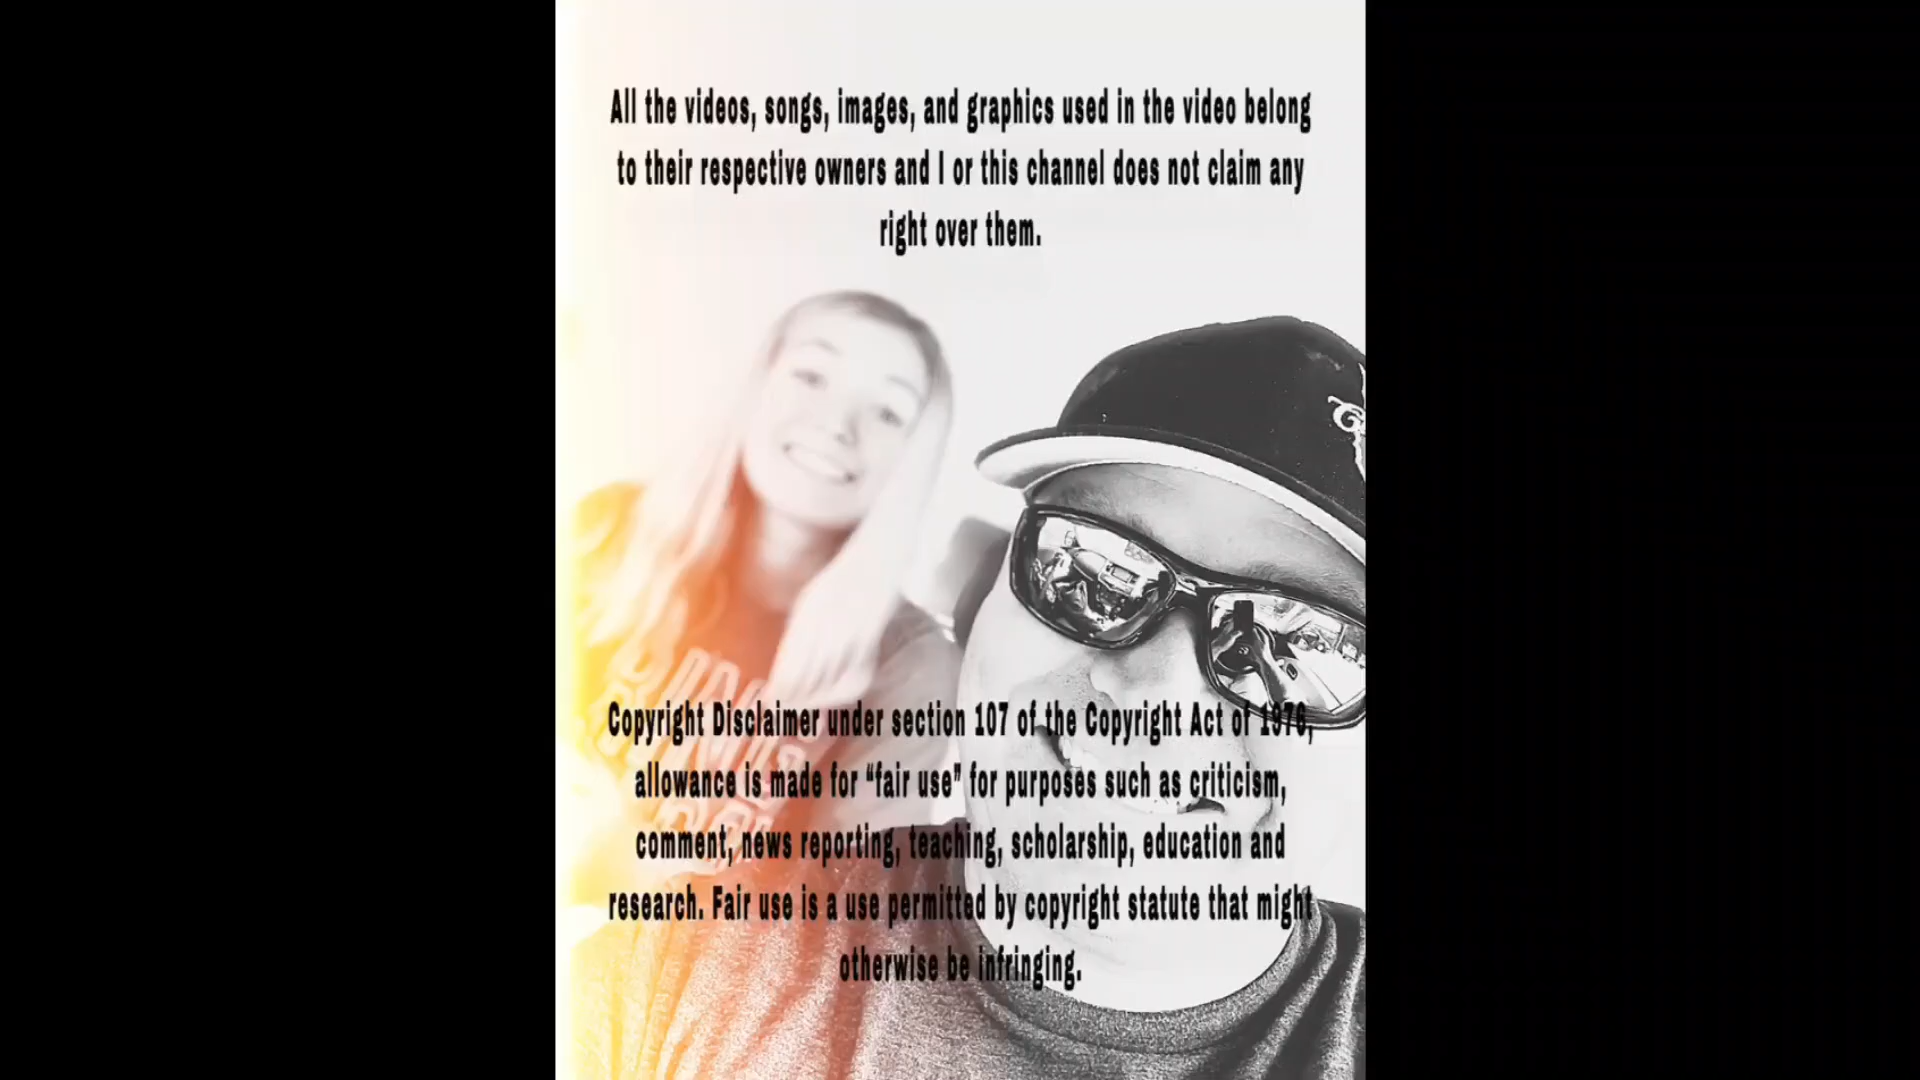 All the videos, songs, images, and graphics used in the video belong
to their respective owners and I or this channel does not claim any
right over them.
Copyright Disclaimer under section 107 of the Copyright Act of 1976,
allowance is made for “fair use” for purposes such as criticism,
comment, news reporting, teaching, scholarship, education and
research. Fair use is a use permitted by copyright statute that might
otherwise be infringing.